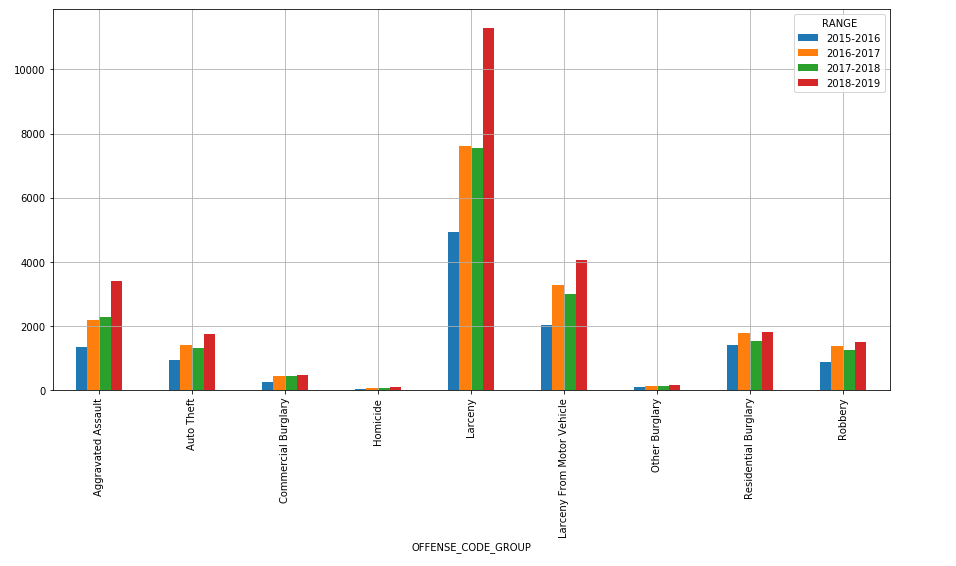 RANGE
2015-2016
2016-2017
2017-2018
2018-2019
10000
8000
6000
4000
2000
0
Aggravated Assault
Auto Theft
Commercial Burglary
Homicide
Larceny
Larceny From Motor Vehicle
Other Burglary
Residential Burglary
Robbery
OFFENSE_CODE_GROUP